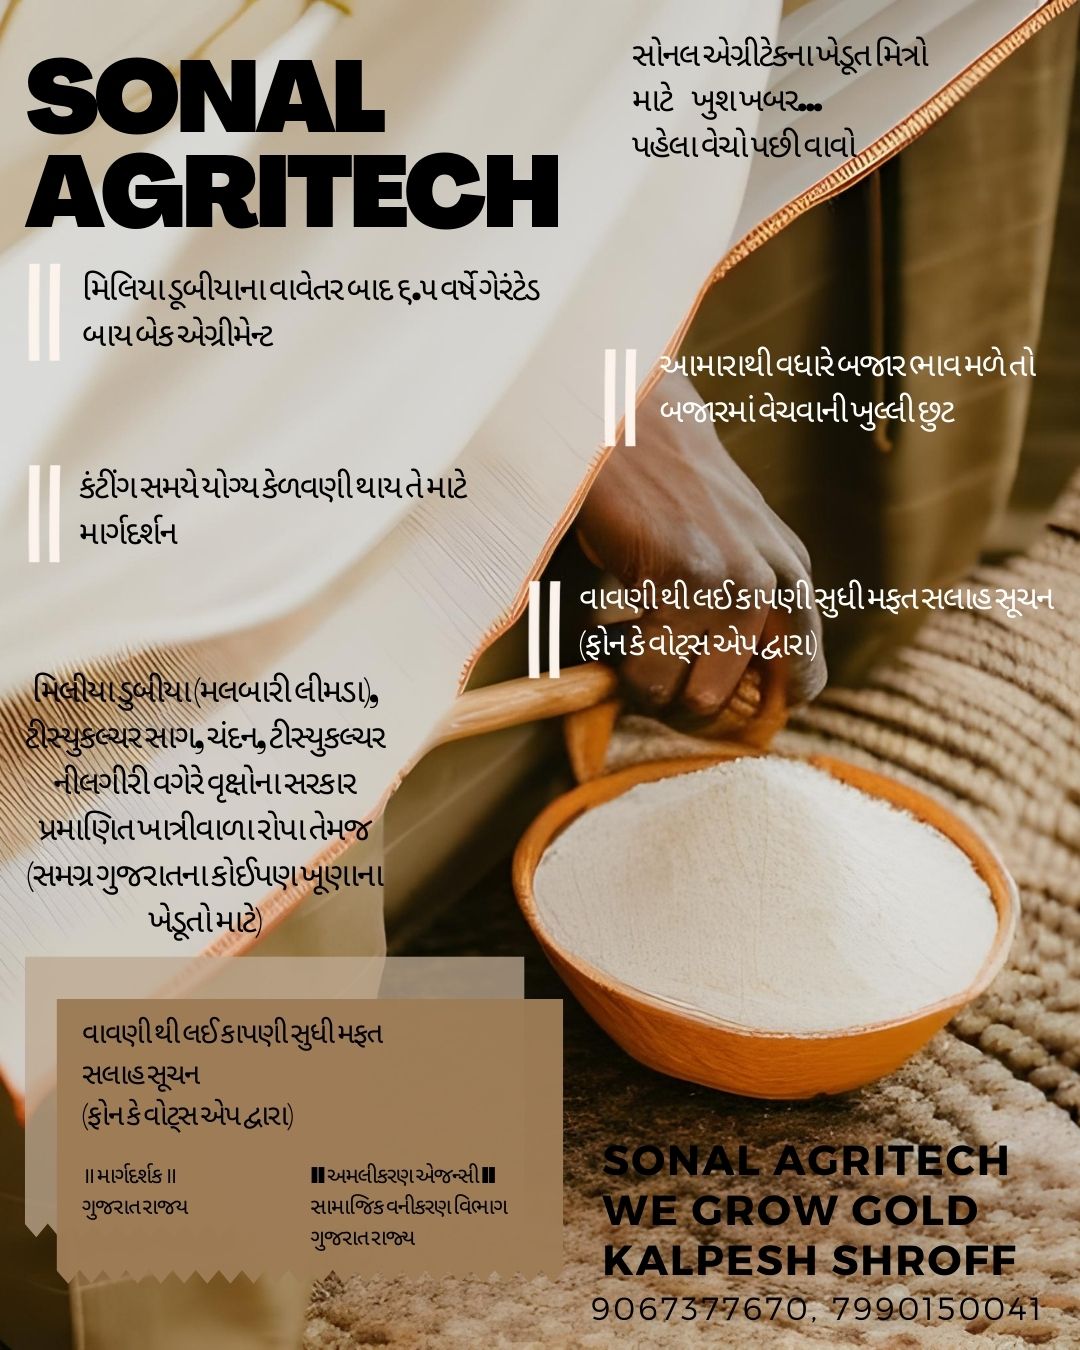 SONAL
AGRITECH
સોનલ એગ્રીટેકના ખેડૂત મિત્રો
માટે ખુશ ખબર...
પહેલા વેચો પછી વાવો
મિલિયા ડૂબીયાના વાવેતર બાદ ૬.૫ વર્ષે ગેરંટેડ
બાય બેક એગ્રીમેન્ટ
આમારાથી વધારે બજાર ભાવ મળે તો
બજારમાં વેચવાની ખુલ્લી છુટ
કંટીંગ સમયે યોગ્ય કેળવણી થાય તે માટે
માર્ગદર્શન
વાવણી થી લઈ કાપણી સુધી મફત સલાહ સૂચન
(ફોન કે વોટ્સ એપ દ્વારા)
મિલીયા ડુબીયા (મલબારી લીમડા),
ટીસ્યુકલ્ચર સાગ, ચંદન, ટીસ્યુકલ્ચર
નીલગીરી વગેરે વૃક્ષોના સરકાર
પ્રમાણિત ખાત્રીવાળા રોપા તેમજ
(સમગ્ર ગુજરાતના કોઈપણ ખૂણાના
ખેડૂતો માટે)
વાવણી થી લઈ કાપણી સુધી મફત
સલાહ સૂચન
(ફોન કે વોટ્સ એપ દ્વારા)
॥ માર્ગદર્શક ॥
ગુજરાત રાજય
॥ અમલીકરણ એજન્સી ॥
સામાજિક વનીકરણ વિભાગ
ગુજરાત રાજ્ય
SONAL AGRITECH
WE GROW GOLD
KALPESH SHROFF
9067377670, 7990150041